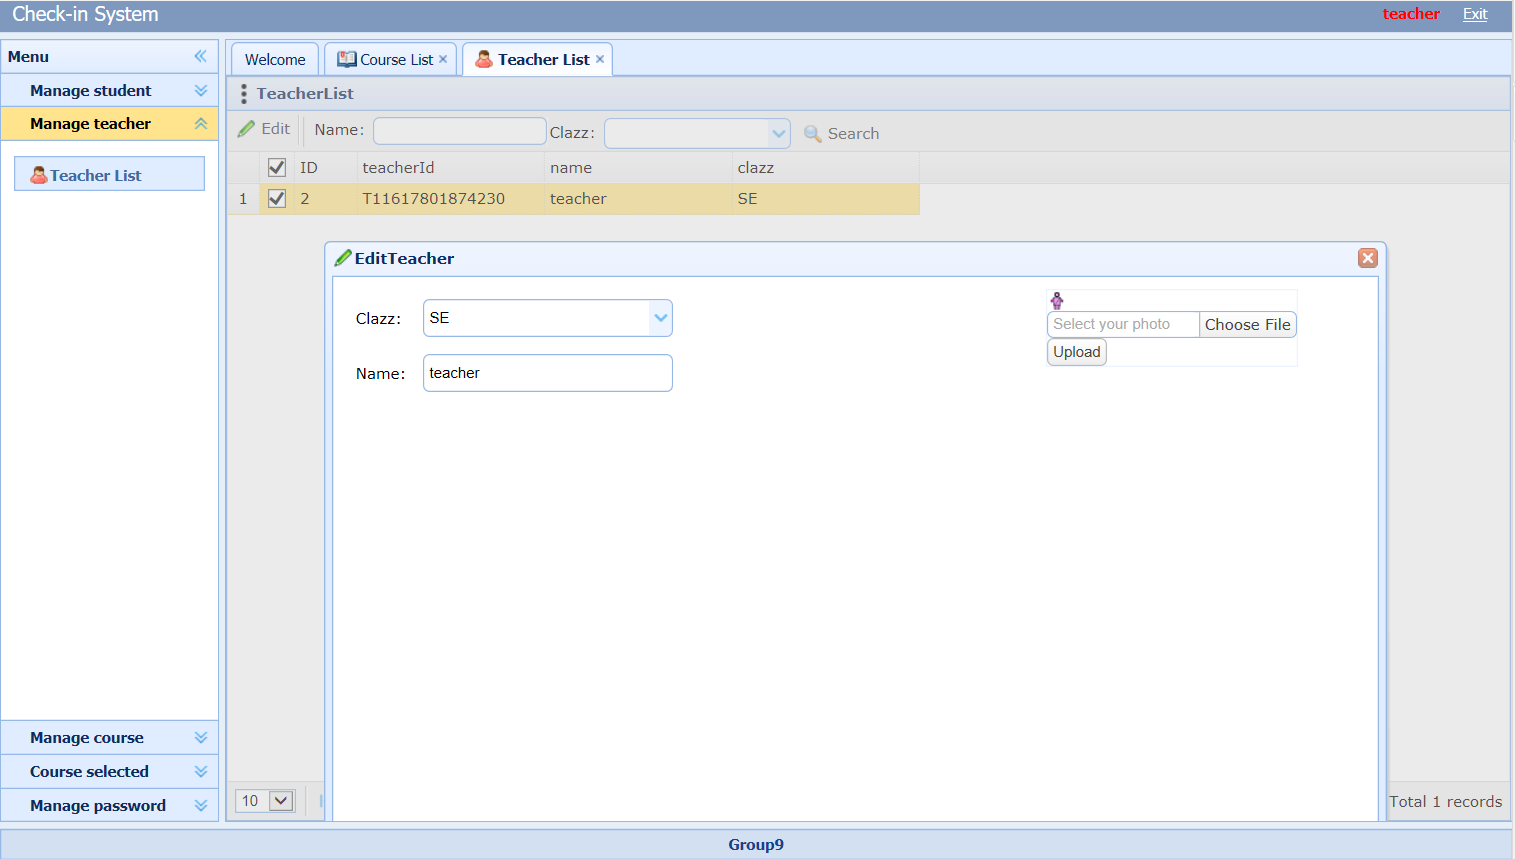 Check-in System
teacher Exit
Menu
Manage student
Manage teacher
Teacher List
Manage course
Course selected
Manage password
Welcome
Course List
Teacher List
TeacherList
Edit Name: Clazz: Search
ID teacherId name clazz
1 2 T11617801874230 teacher SE
EditTeacher
Clazz: SE
Name: teacher
Select your photo Choose File
Upload
10
Total 1 records
Group9